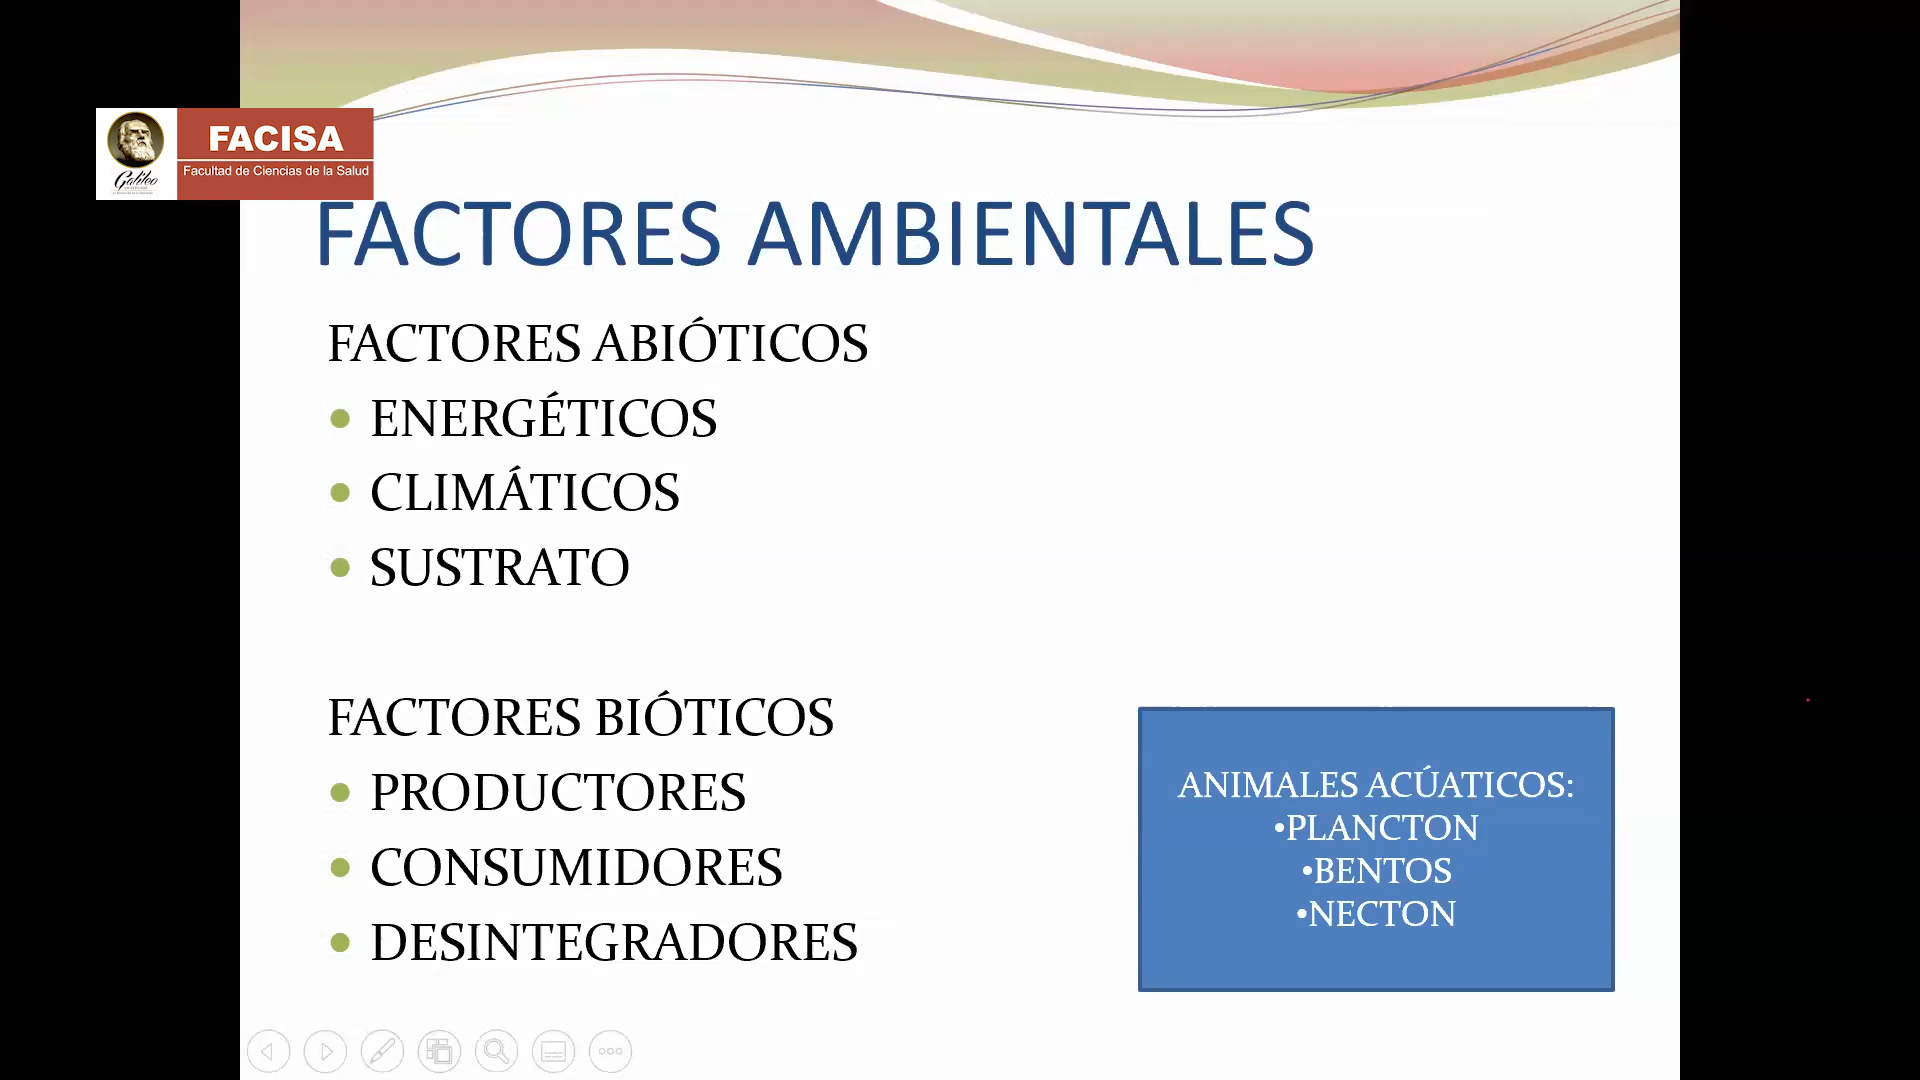 FACISA
Facultad de Ciencias de la Salud
Galileo
FACTORES AMBIENTALES
FACTORES ABIÓTICOS
• ENERGÉTICOS
• CLIMÁTICOS
• SUSTRATO
FACTORES BIÓTICOS
• PRODUCTORES
• CONSUMIDORES
• DESINTEGRADORES
ANIMALES ACÚATICOS:
•PLANCTON
•BENTOS
•NECTON